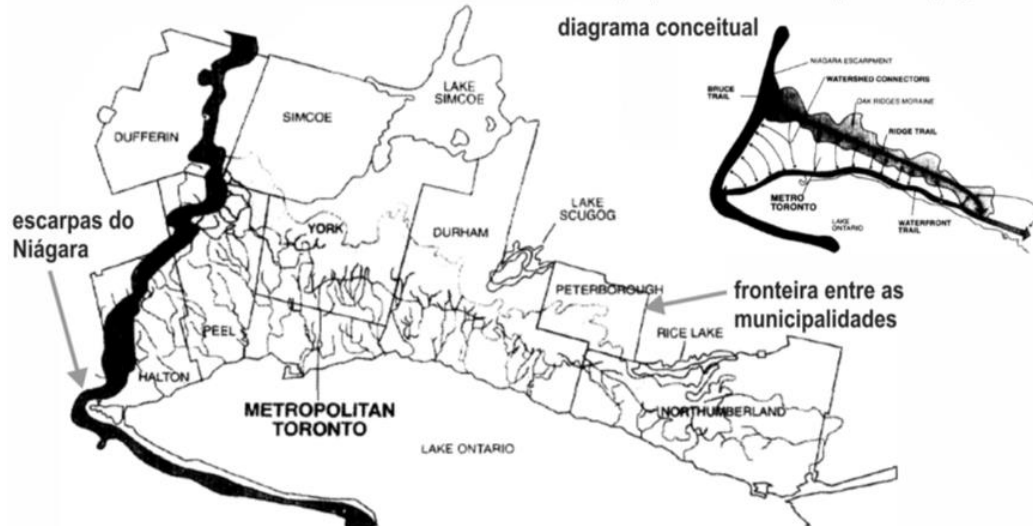 diagrama conceitual
NIAGARA ESCARPMENT
WATERSHED CONNECTORS
BRUCE
TRAIL
OAK RIDGES MORAINE
RIDGE TRAIL
METRO
TORONTO
LAKE
ONTARIO
WATERFRONT
TRAIL
DUFFERIN
SIMCOE
LAKE
SIMCOE
escarpas do
Niágara
YORK
DURHAM
LAKE
SCUGOG
PETERBOROUGH
fronteira entre as
municipalidades
RICE LAKE
PEEL
HALTON
METROPOLITAN
TORONTO
LAKE ONTARIO
NORTHUMBERLAND